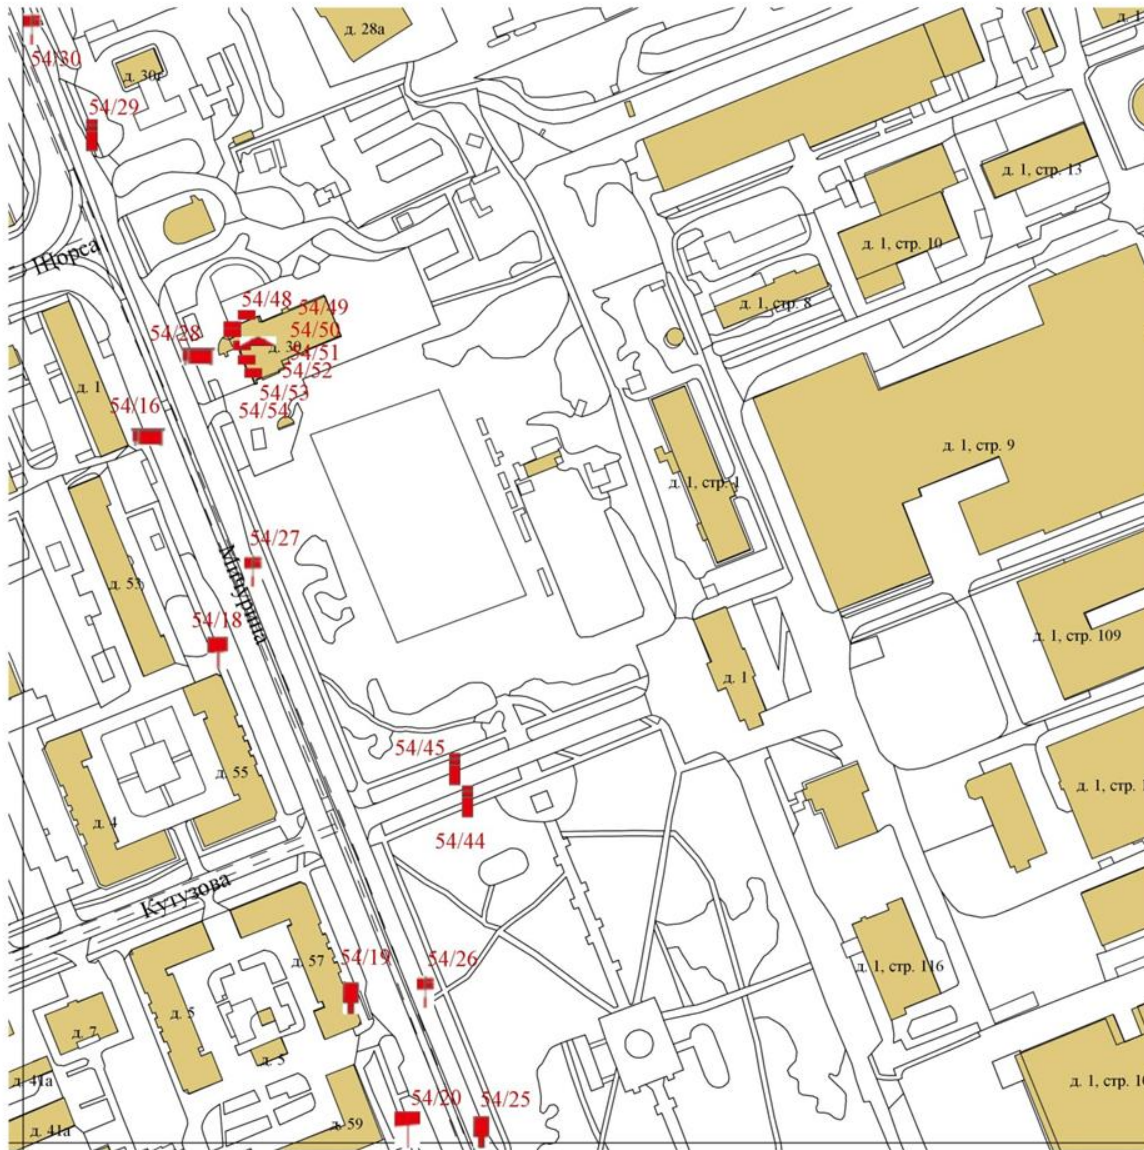 д. 28а
54/30
д. 30г
54/29
д. 1, стр. 13
Щорса
д. 1, стр. 10
54/48
54/49
д. 1, стр. 8
54/28
54/50
д. 30
54/51
54/52
д. 1
54/53
54/16
54/54
д. 1, стр. 9
д. 1, стр. 1
54/27
Мичурина
д. 53
54/18
д. 1, стр. 109
д. 1
54/45
д. 55
д. 1, стр.
д. 4
54/44
Кутузова
54/19
54/26
д. 57
д. 1, стр. 116
д. 5
д. 7
д. 5
д. 41а
д. 1, стр.
54/20
54/25
д. 41а
д. 59